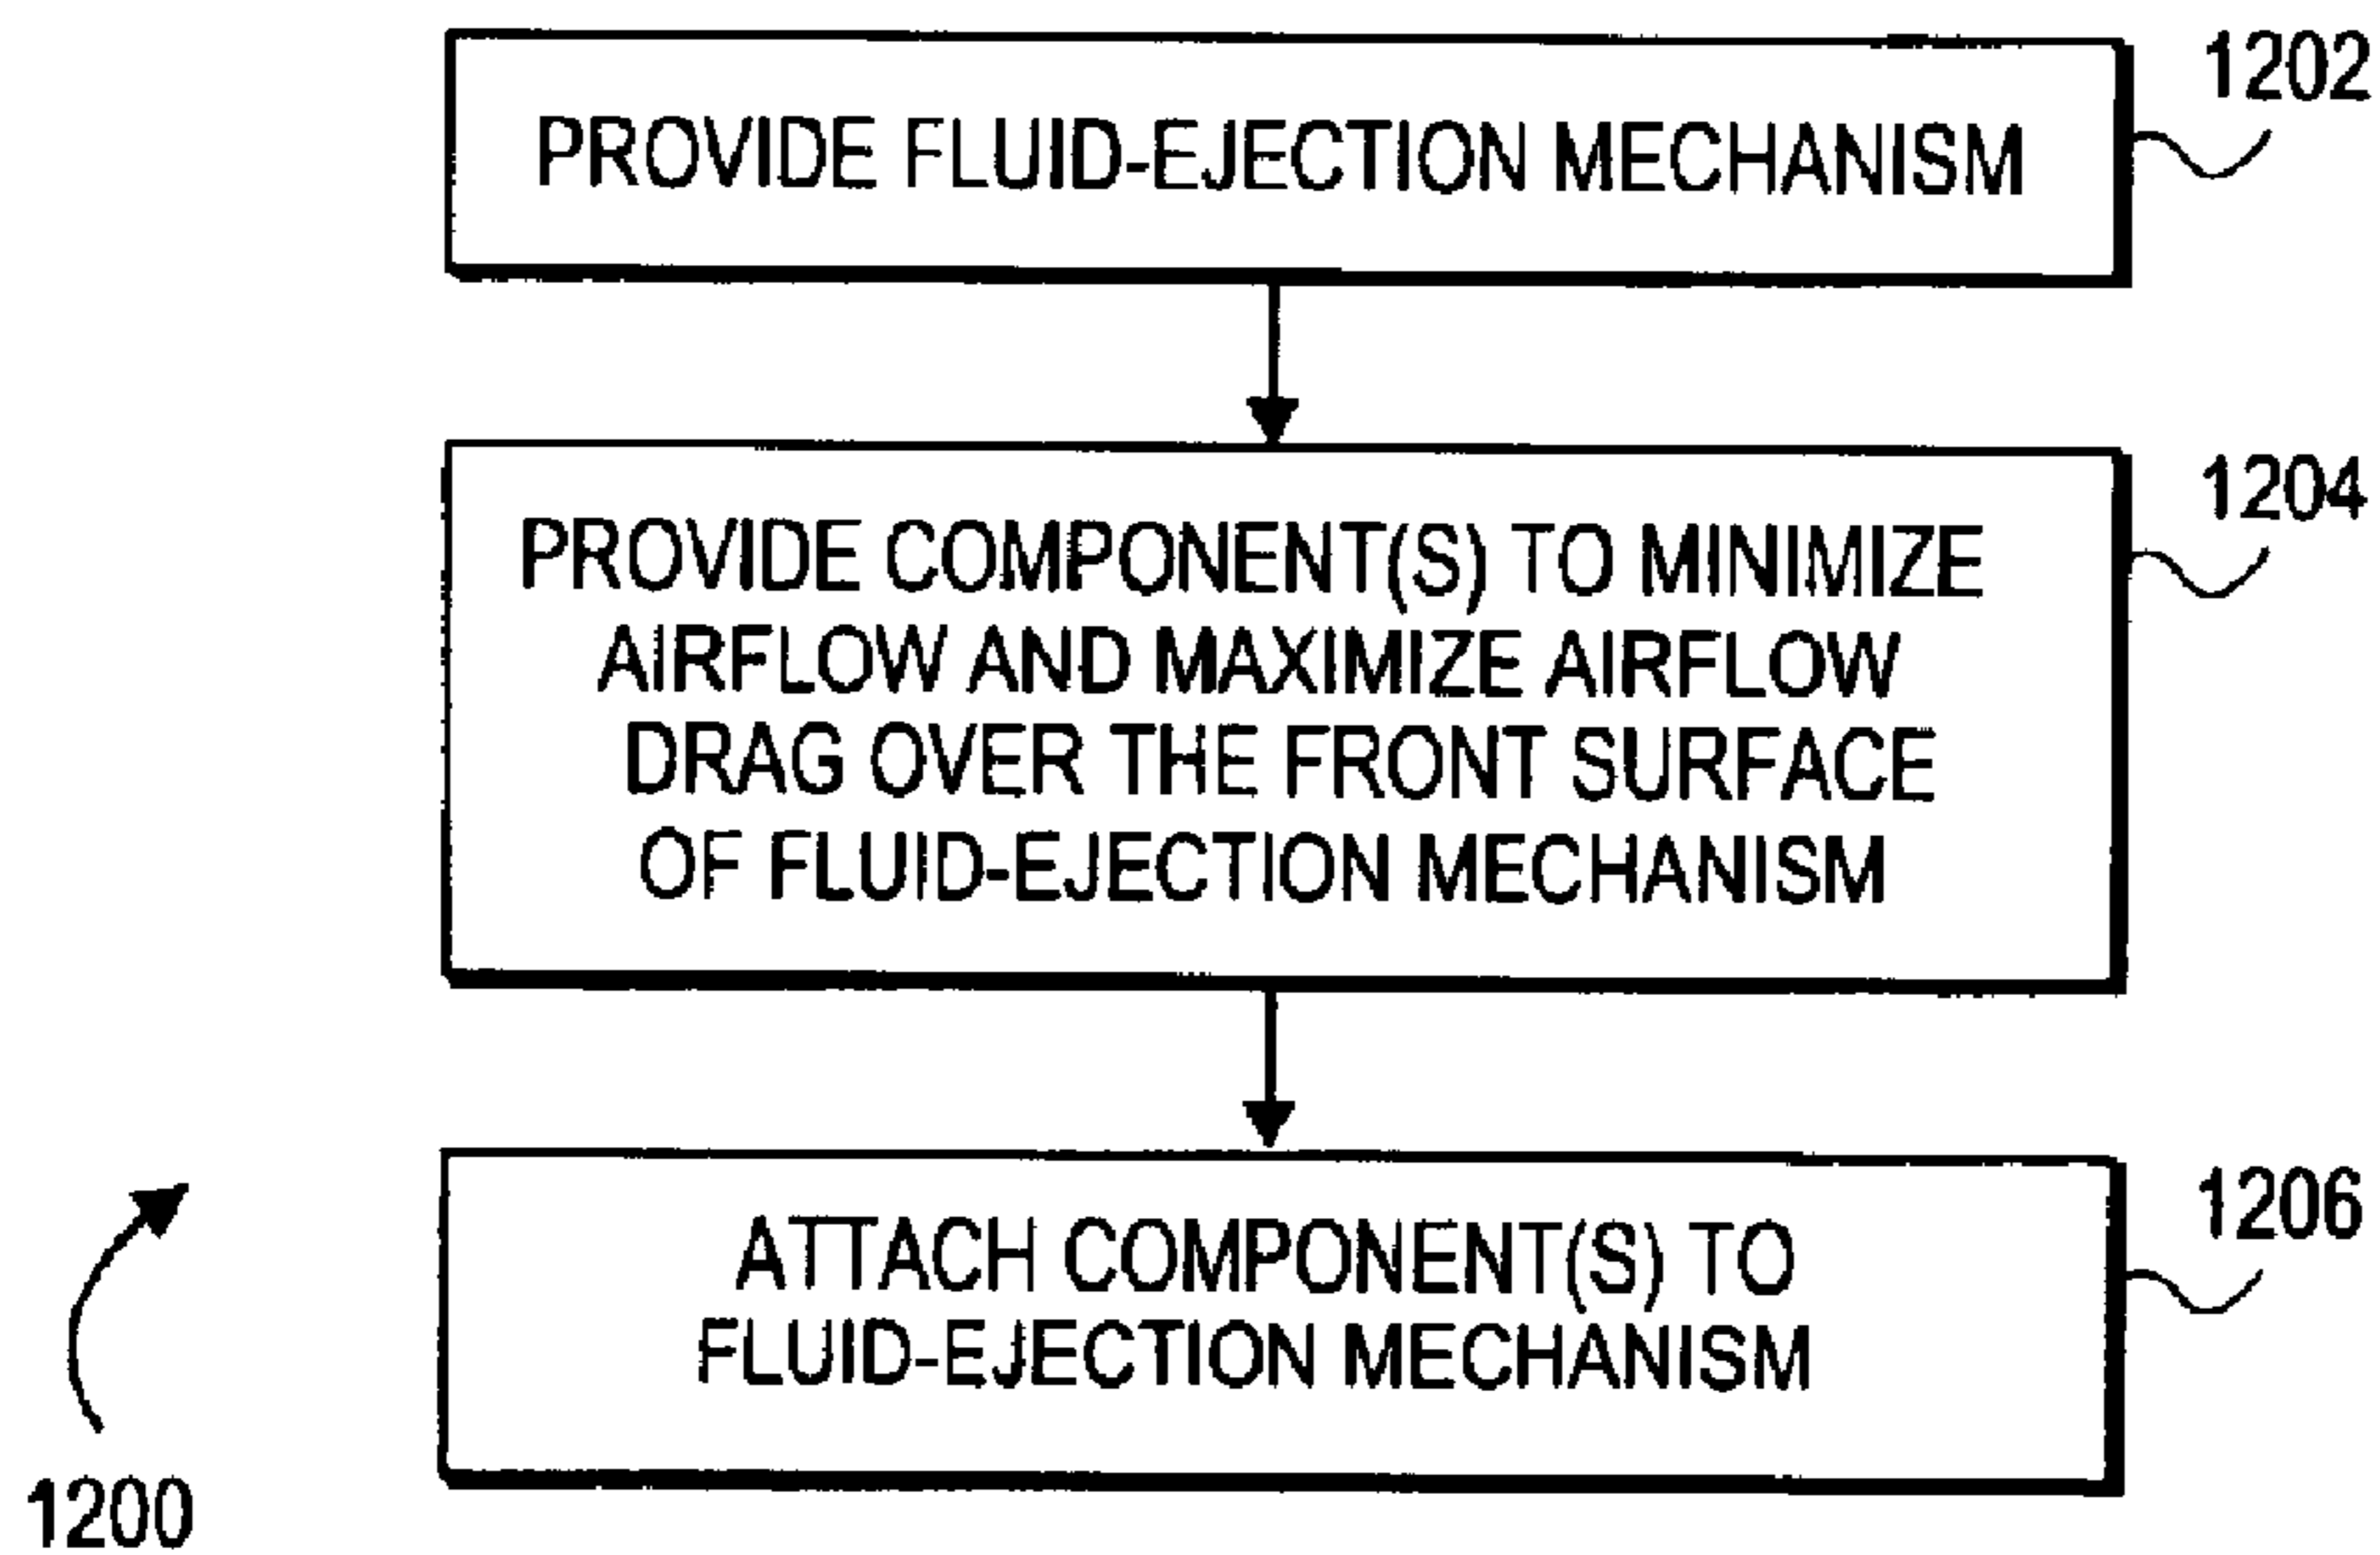 1202
PROVIDE FLUID-EJECTION MECHANISM
1204
PROVIDE COMPONENT(S) TO MINIMIZE
AIRFLOW AND MAXIMIZE AIRFLOW
DRAG OVER THE FRONT SURFACE
OF FLUID-EJECTION MECHANISM
1206
ATTACH COMPONENT(S) TO
FLUID-EJECTION MECHANISM
1200